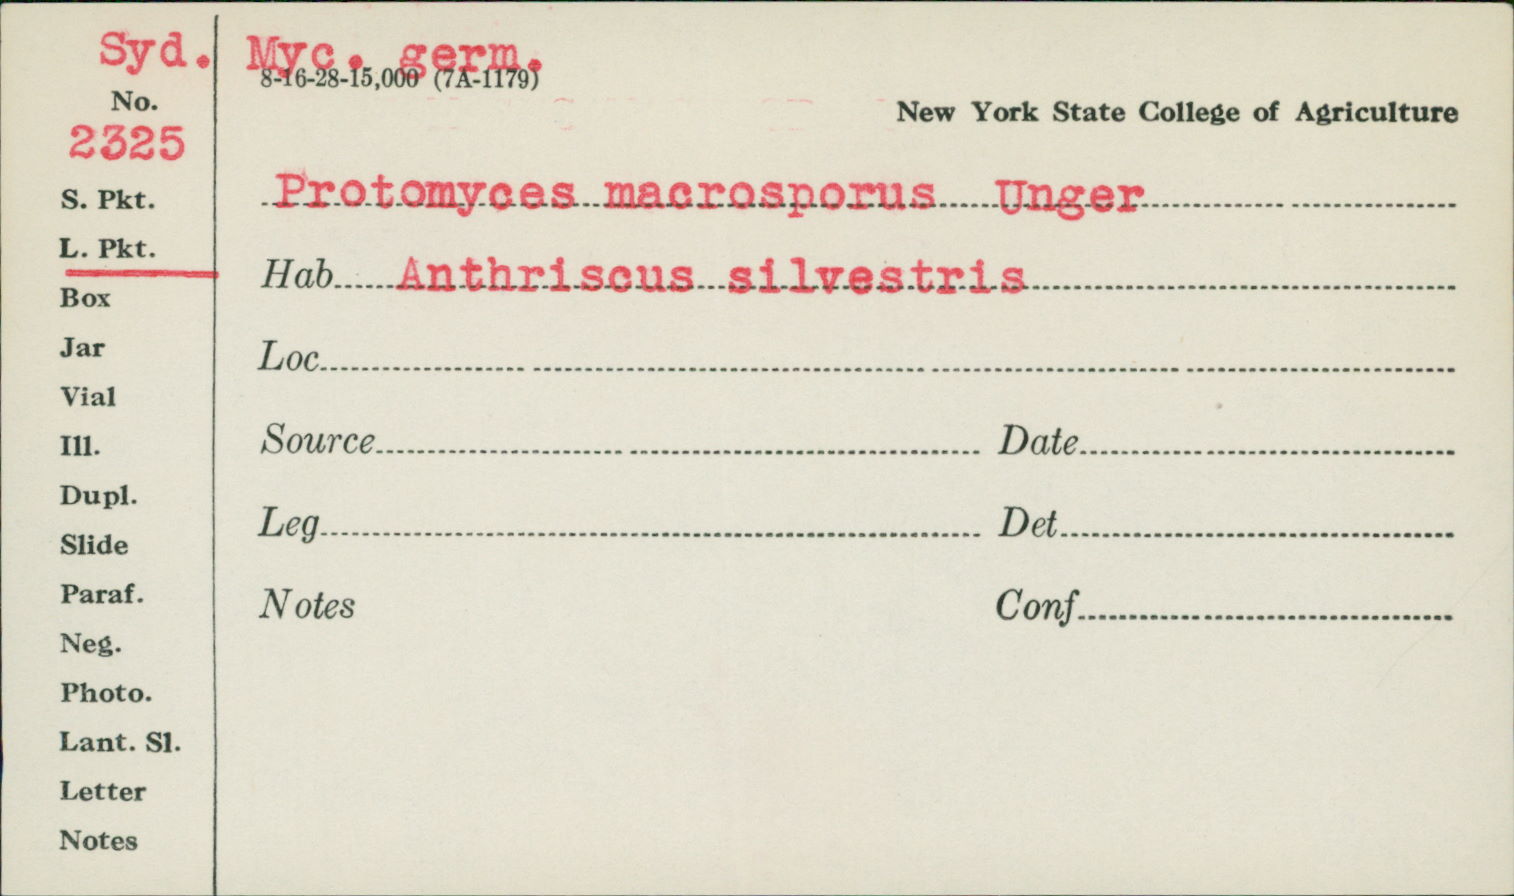 Syd. Myc. germ.
8-16-28-15,000 (7A-1179)
No.
New York State College of Agriculture
2325
S. Pkt.
Protomyces macrosporus Unger
L. Pkt.
Hab. Anthriscus silvestris
Box
Jar
Loc.
Vial
Ill.
Source
Date
Dupl.
Slide
Leg.
Det.
Paraf.
Notes
Conf.
Neg.
Photo.
Lant. Sl.
Letter
Notes